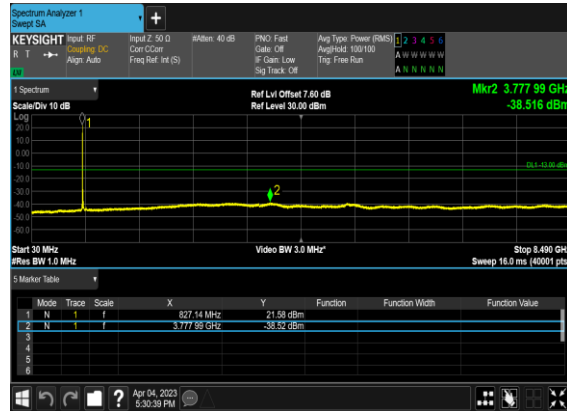 Spectrum Analyzer 1
Swept SA
+
KEYSIGHT Input: RF Input Z: 50 Ω #Atten: 40 dB PNO: Fast Avg Type: Power (RMS) 1 2 3 4 5 6
R T Coupling: DC Corr CCorr Gate: Off Avg|Hold: 100/100 A W W W W W
Align: Auto Freq Ref: Int (S) IF Gain: Low Trig: Free Run
Sig Track: Off A N N N N N
1 Spectrum Ref Lvl Offset 7.60 dB Mkr2 3.777 99 GHz
Scale/Div 10 dB Ref Level 30.00 dBm -38.516 dBm
Log
20.0
10.0
0.00
-10.0
-20.0
-30.0
-40.0
-50.0
-60.0
1
2
DL1 -13.00 dBm
Start 30 MHz Video BW 3.0 MHz* Stop 8.490 GHz
#Res BW 1.0 MHz Sweep 16.0 ms (40001 pts)
5 Marker Table
Mode Trace Scale X Y Function Function Width Function Value
1 N 1 f 827.14 MHz 21.58 dBm
2 N 1 f 3.777 99 GHz -38.52 dBm
3
4
5
6
? Apr 04, 2023
5:30:39 PM